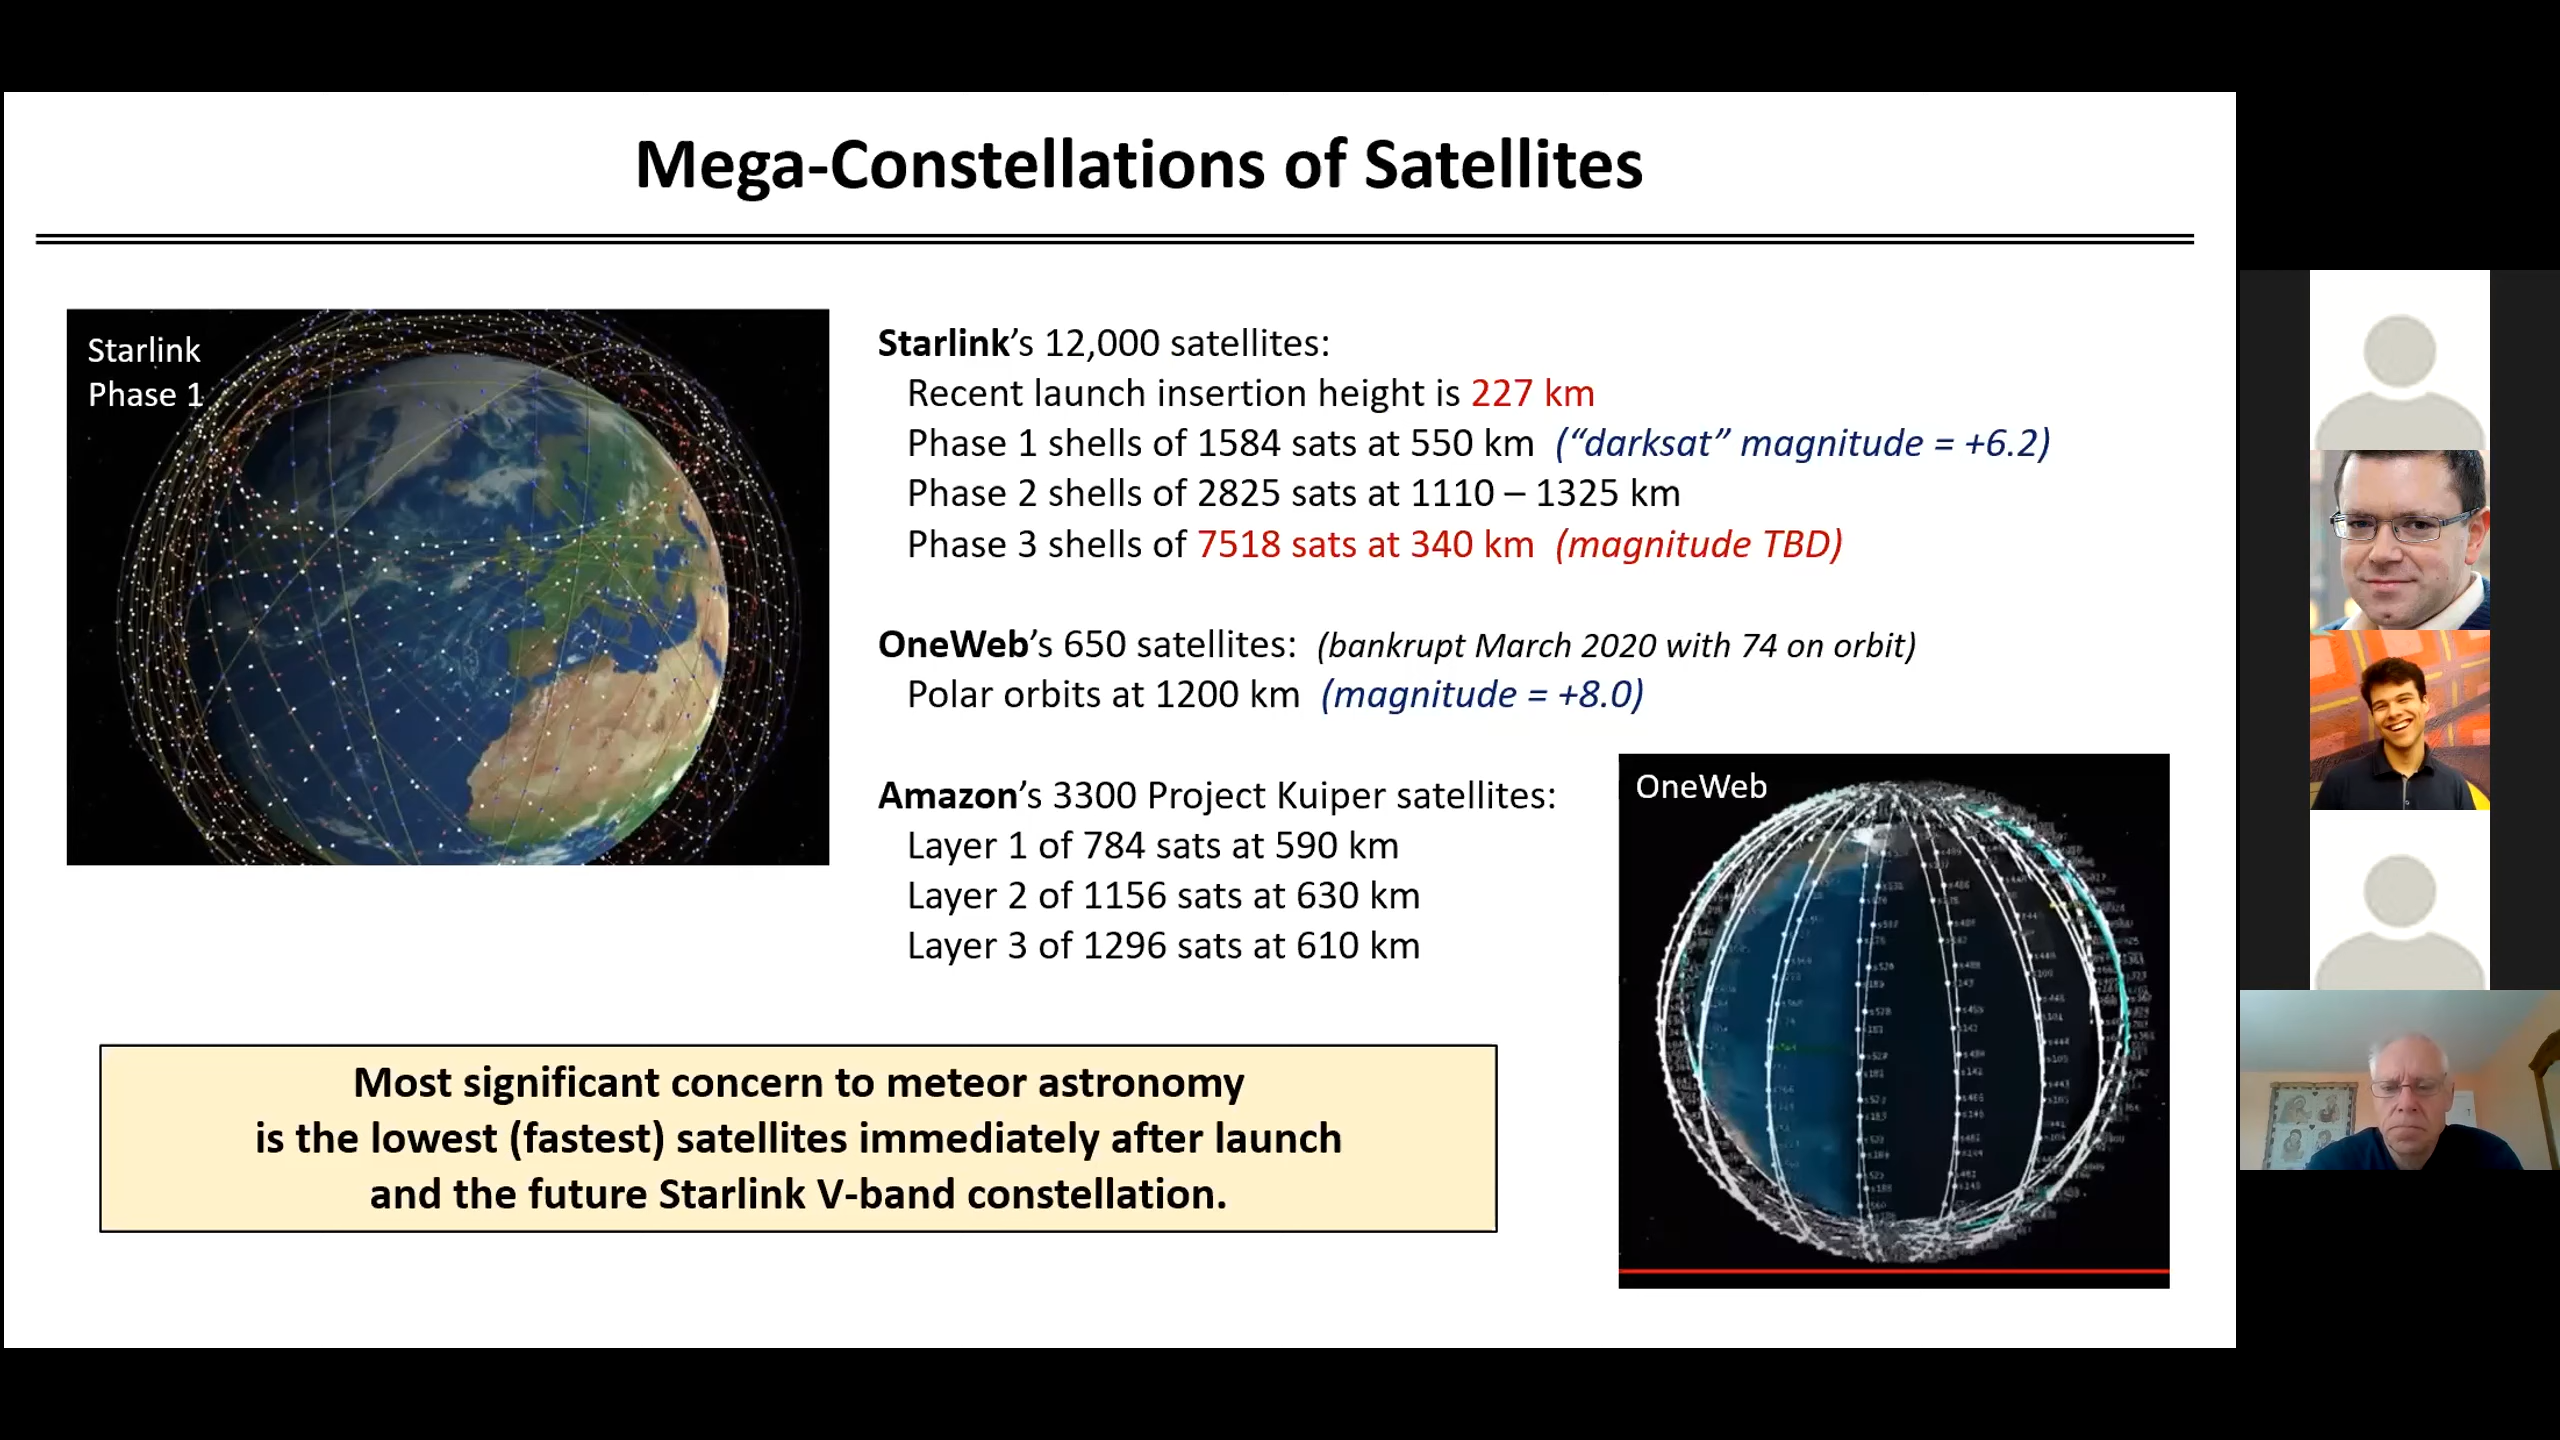 Mega-Constellations of Satellites
Starlink
Phase 1
Starlink’s 12,000 satellites:
Recent launch insertion height is 227 km
Phase 1 shells of 1584 sats at 550 km (“darksat” magnitude = +6.2)
Phase 2 shells of 2825 sats at 1110 – 1325 km
Phase 3 shells of 7518 sats at 340 km (magnitude TBD)
OneWeb’s 650 satellites: (bankrupt March 2020 with 74 on orbit)
Polar orbits at 1200 km (magnitude = +8.0)
Amazon’s 3300 Project Kuiper satellites:
Layer 1 of 784 sats at 590 km
Layer 2 of 1156 sats at 630 km
Layer 3 of 1296 sats at 610 km
OneWeb
Most significant concern to meteor astronomy
is the lowest (fastest) satellites immediately after launch
and the future Starlink V-band constellation.